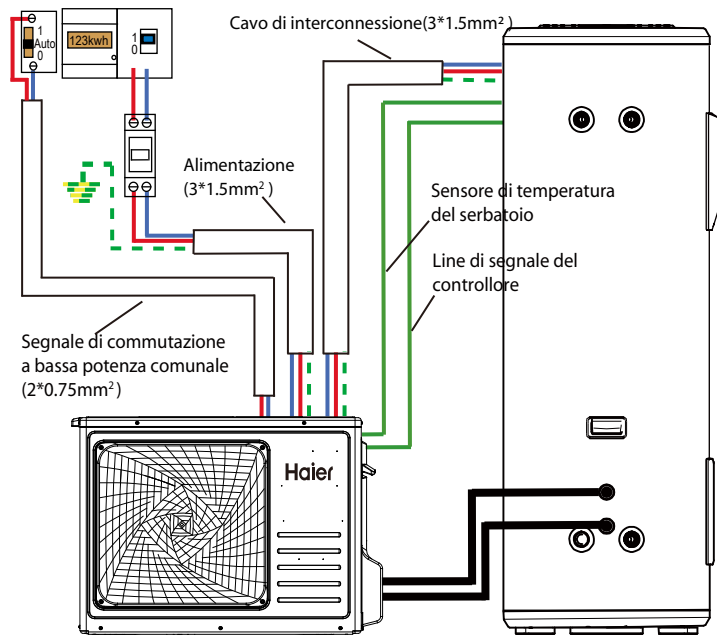 Cavo di interconnessione(3*1.5mm²)
1
Auto
0
123kwh
1
0
Alimentazione
(3*1.5mm²)
Sensore di temperatura
del serbatoio
Line di segnale del
controllore
Segnale di commutazione
a bassa potenza comunale
(2*0.75mm²)
Haier